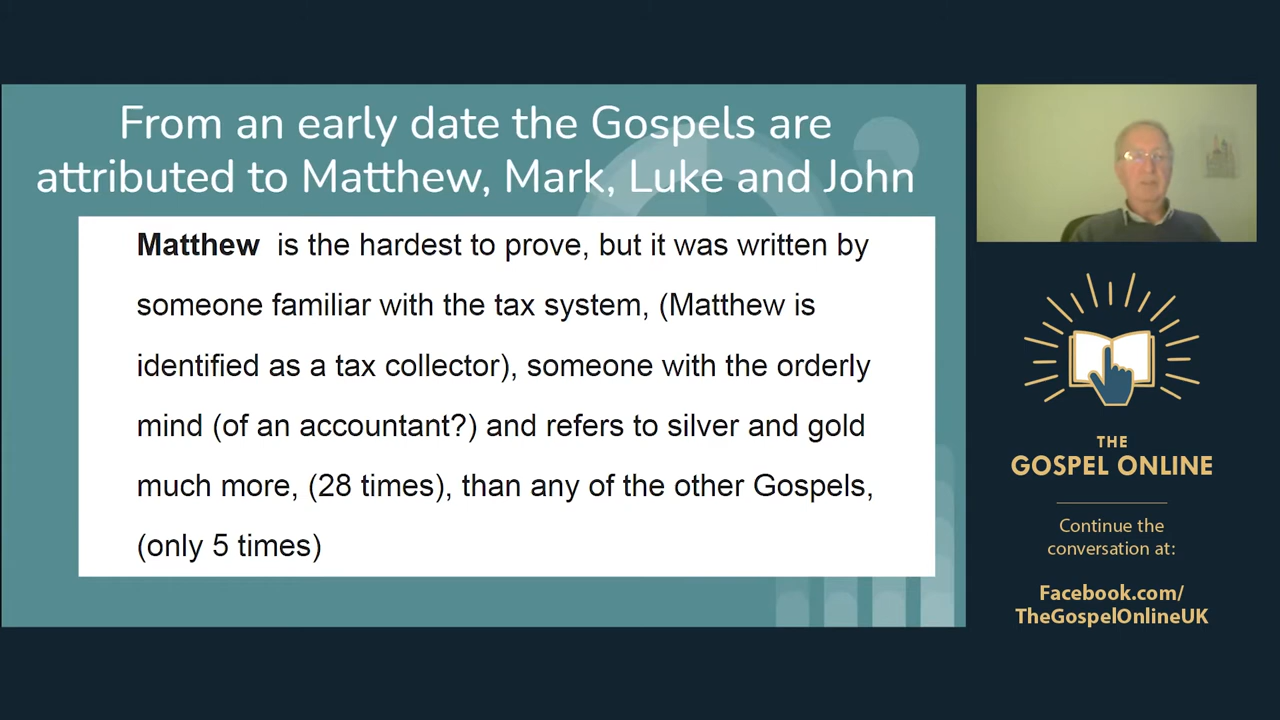 From an early date the Gospels are
attributed to Matthew, Mark, Luke and John
Matthew is the hardest to prove, but it was written by
someone familiar with the tax system, (Matthew is
identified as a tax collector), someone with the orderly
mind (of an accountant?) and refers to silver and gold
much more, (28 times), than any of the other Gospels,
(only 5 times)
THE
GOSPEL ONLINE
Continue the
conversation at:
Facebook.com/
TheGospelOnlineUK